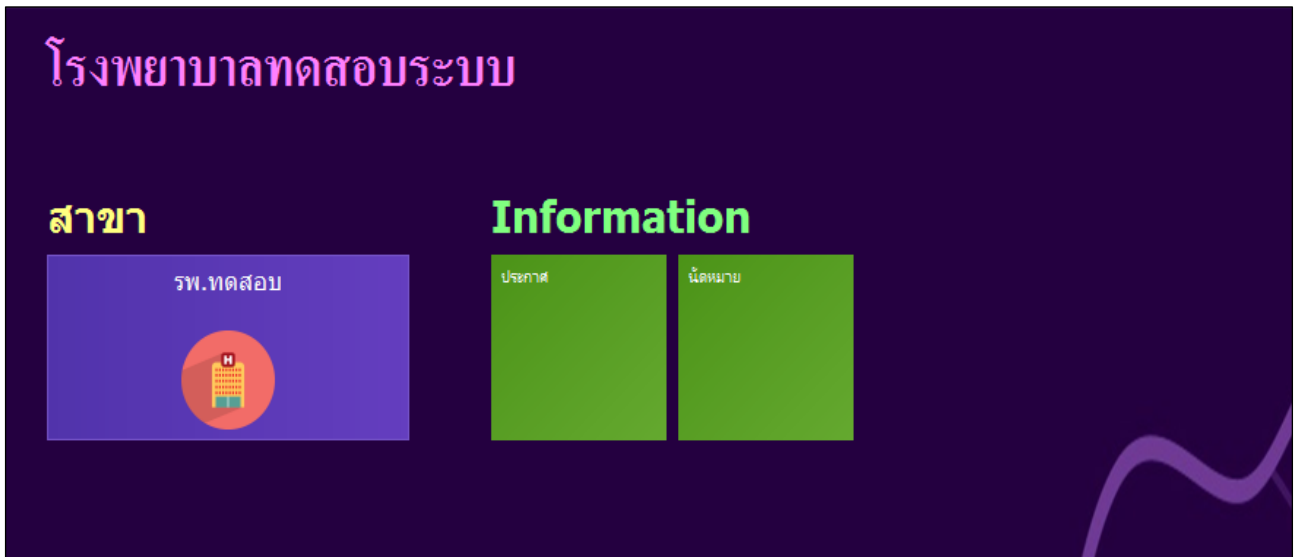 โรงพยาบาลทดสอบระบบ
สาขา
รพ.ทดสอบ
H
Information
ประกาศ
นัดหมาย